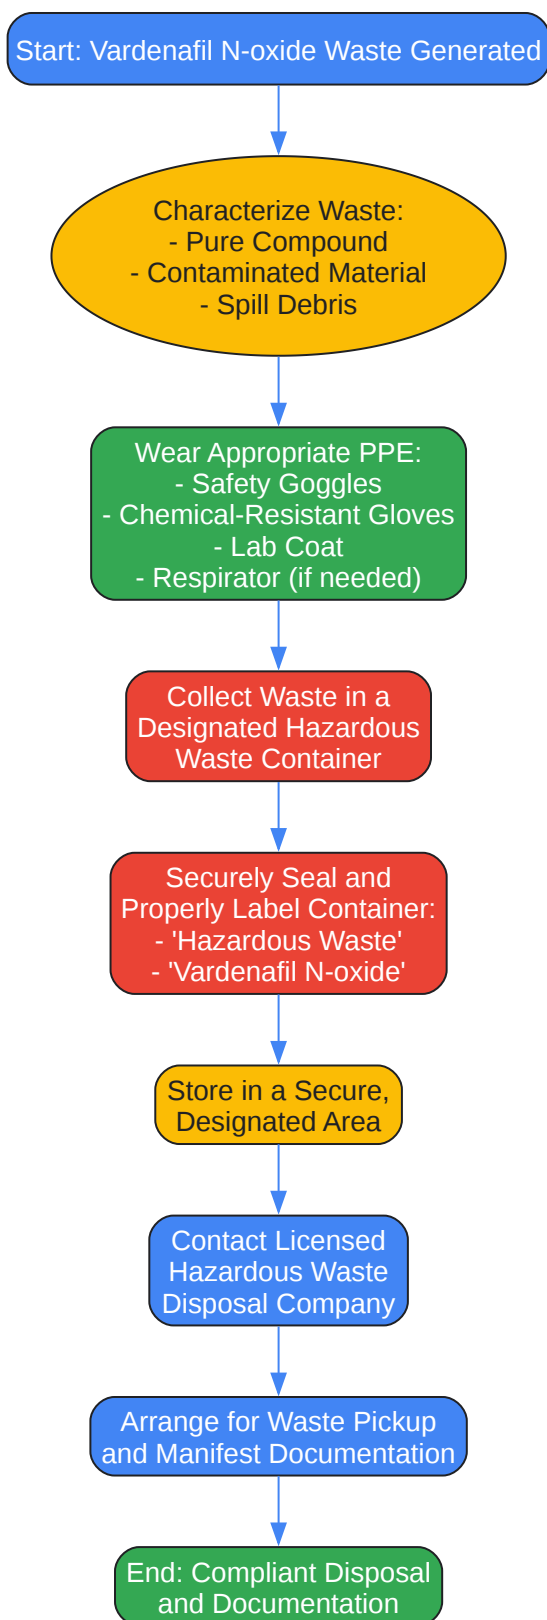 Start: Vardenafil N-oxide Waste Generated
Characterize Waste:
- Pure Compound
- Contaminated Material
- Spill Debris
Wear Appropriate PPE:
- Safety Goggles
- Chemical-Resistant Gloves
- Lab Coat
- Respirator (if needed)
Collect Waste in a
Designated Hazardous
Waste Container
Securely Seal and
Properly Label Container:
- 'Hazardous Waste'
- 'Vardenafil N-oxide'
Store in a Secure,
Designated Area
Contact Licensed
Hazardous Waste
Disposal Company
Arrange for Waste Pickup
and Manifest Documentation
End: Compliant Disposal
and Documentation